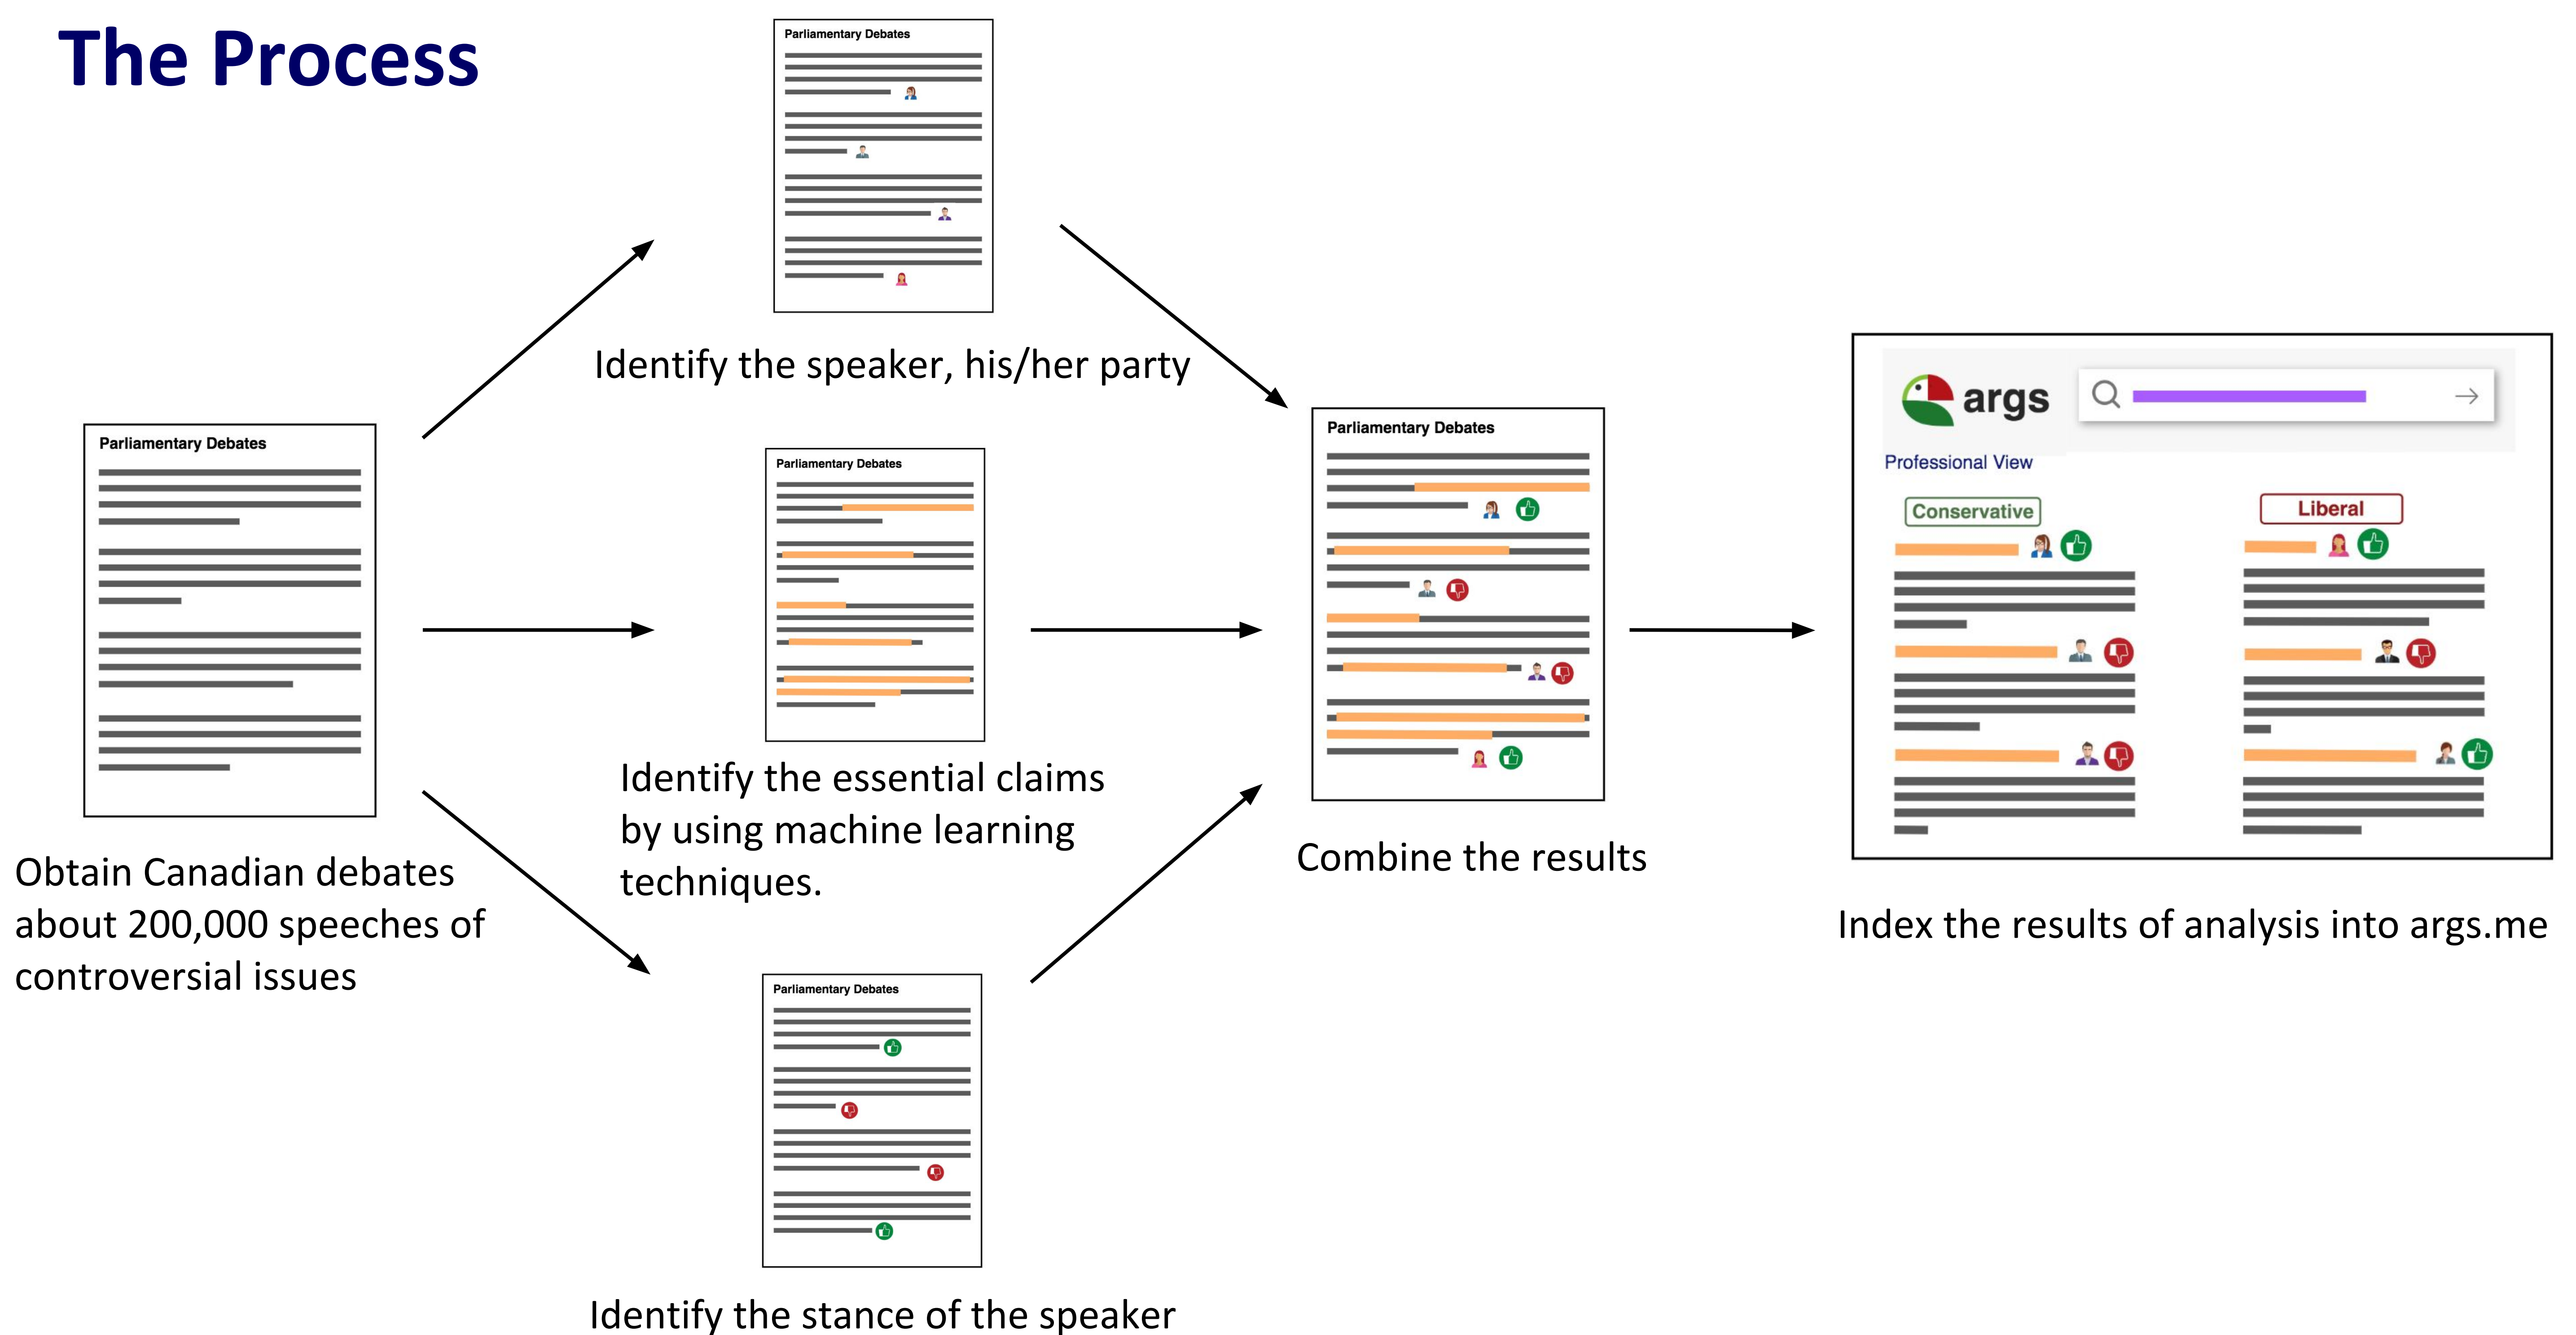 The Process
Parliamentary Debates
Identify the speaker, his/her party
Parliamentary Debates
Obtain Canadian debates
about 200,000 speeches of
controversial issues
Parliamentary Debates
Identify the essential claims
by using machine learning
techniques.
Parliamentary Debates
Identify the stance of the speaker
Parliamentary Debates
Combine the results
args
Professional View
Conservative
Liberal
Index the results of analysis into args.me